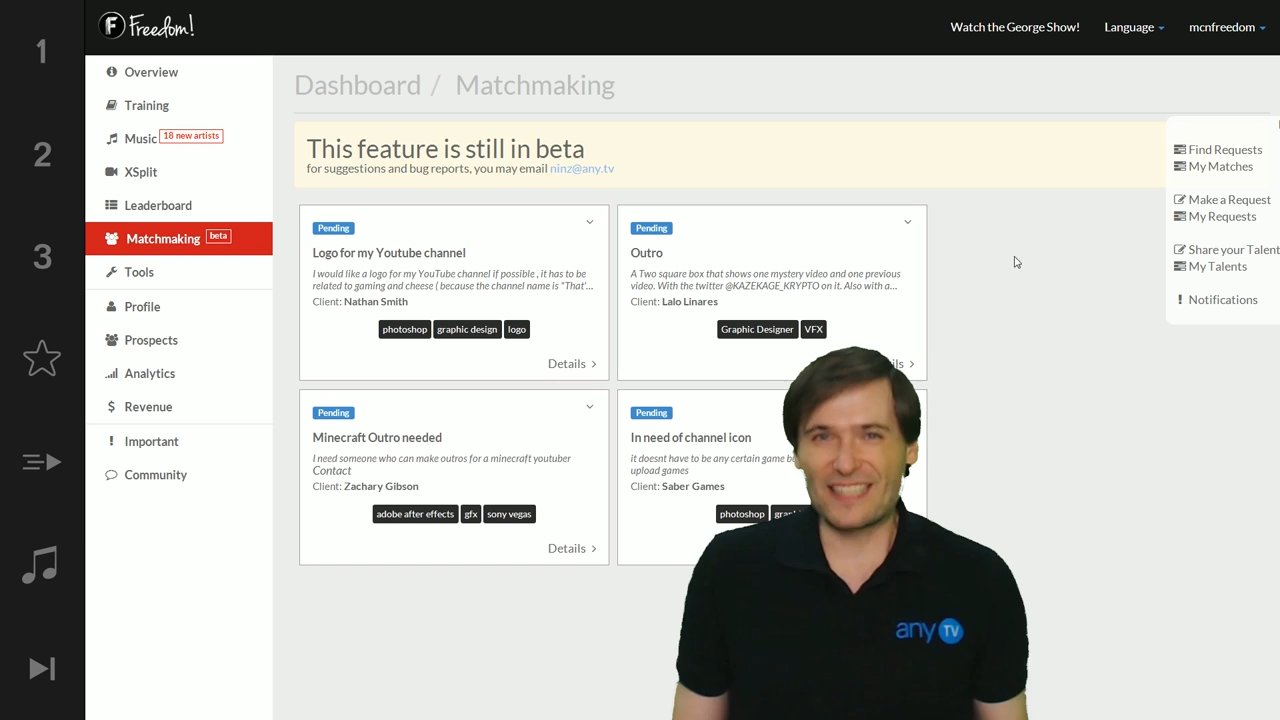 1
2
3
F Freedom!
Watch the George Show!
Language
mcnfreedom
Overview
Training
Music 18 new artists
XSplit
Leaderboard
Matchmaking beta
Tools
Profile
Prospects
Analytics
$ Revenue
! Important
Community
Dashboard / Matchmaking
This feature is still in beta
for suggestions and bug reports, you may email ninz@any.tv
Pending
Logo for my Youtube channel
I would like a logo for my YouTube channel if possible , it has to be
related to gaming and cheese ( because the channel name is "That'...
Client: Nathan Smith
photoshop graphic design logo
Details >
Pending
Outro
A Two square box that shows one mystery video and one previous
video. With the twitter @KAZEKAGE_KRYPTO on it. Also with a...
Client: Lalo Linares
Graphic Designer VFX
ils >
Pending
Minecraft Outro needed
I need someone who can make outros for a minecraft youtuber
Contact
Client: Zachary Gibson
adobe after effects gfx sony vegas
Details >
Pending
In need of channel icon
it doesnt have to be any certain game
upload games
Client: Saber Games
photoshop
Find Requests
My Matches
Make a Request
My Requests
Share your Talent
My Talents
! Notifications
any TV